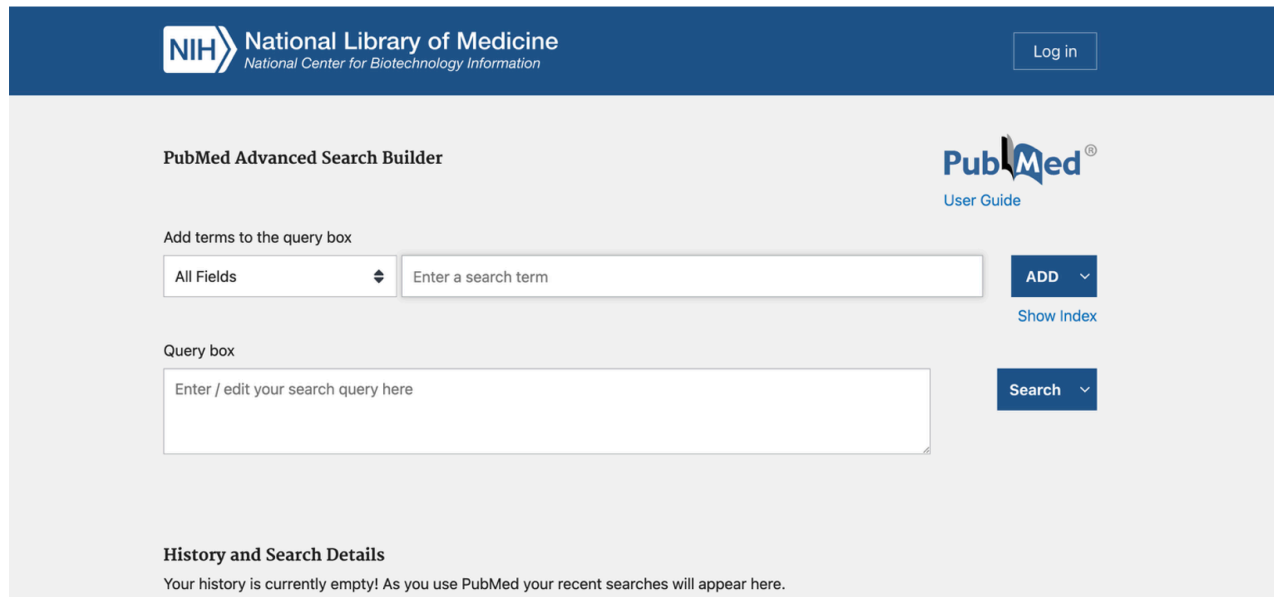 NIH National Library of Medicine
National Center for Biotechnology Information
Log in
PubMed Advanced Search Builder
PubMed®
User Guide
Add terms to the query box
All Fields
Enter a search term
ADD
Show Index
Query box
Enter / edit your search query here
Search
History and Search Details
Your history is currently empty! As you use PubMed your recent searches will appear here.